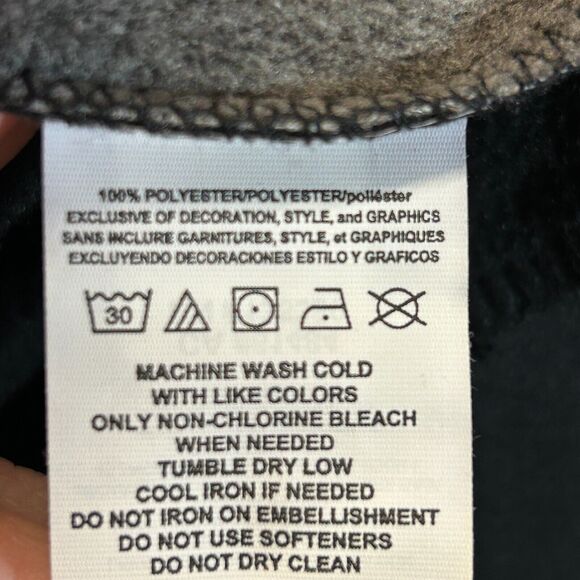 100% POLYESTER/POLYESTER/poliéster
EXCLUSIVE OF DECORATION, STYLE, and GRAPHICS
SANS INCLURE GARNITURES, STYLE, et GRAPHIQUES
EXCLUYENDO DECORACIONES ESTILO Y GRAFICOS
30
MACHINE WASH COLD
WITH LIKE COLORS
ONLY NON-CHLORINE BLEACH
WHEN NEEDED
TUMBLE DRY LOW
COOL IRON IF NEEDED
DO NOT IRON ON EMBELLISHMENT
DO NOT USE SOFTENERS
DO NOT DRY CLEAN